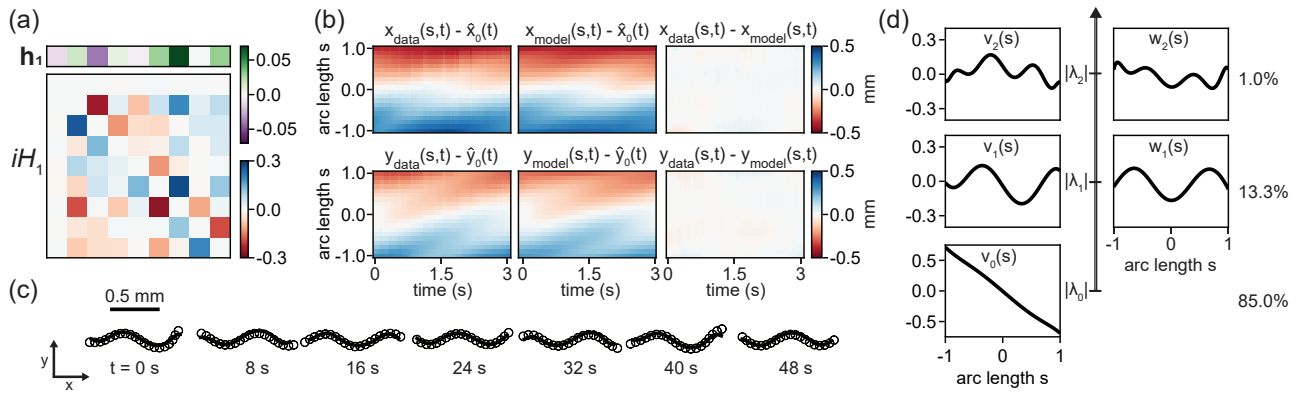 (a)
h₁
0.05
0.00
-0.05
iH₁
0.3
0.0
-0.3
(b)
x_data(s,t) - x̂₀(t)
x_model(s,t) - x̂₀(t)
x_data(s,t) - x_model(s,t)
arc length s
1.0
0.0
-1.0
0.5
0.0
-0.5
mm
y_data(s,t) - ŷ₀(t)
y_model(s,t) - ŷ₀(t)
y_data(s,t) - y_model(s,t)
arc length s
1.0
0.0
-1.0
0.5
0.0
-0.5
mm
0 1.5 3
0 1.5 3
0 1.5 3
time (s)
time (s)
time (s)
(c)
0.5 mm
y
x
t = 0 s
8 s
16 s
24 s
32 s
40 s
48 s
(d)
v₂(s)
0.3
0.0
-0.3
|λ₂|
w₂(s)
1.0%
v₁(s)
0.3
0.0
-0.3
|λ₁|
w₁(s)
13.3%
-1 0 1
arc length s
v₀(s)
0.5
0.0
-0.5
|λ₀|
85.0%
-1 0 1
arc length s